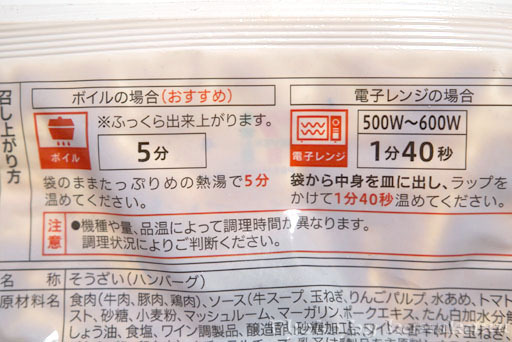 召し上がり方
ボイルの場合(おすすめ)
ボイル
※ふっくら出来上がります。
5分
袋のままたっぷりめの熱湯で5分
温めてください。
電子レンジの場合
電子レンジ
500W〜600W
1分40秒
袋から中身を皿に出し、ラップを
かけて1分40秒温めてください。
注意
●機種や量、品温によって調理時間が異なります。
調理状況によりご判断ください。
名称 そうざい(ハンバーグ)
原材料名 食肉(牛肉、豚肉、鶏肉)、ソース(牛スープ、玉ねぎ、りんごパルプ、水あめ、トマト
スト、砂糖、小麦粉、マッシュルーム、マーガリン、ポークエキス、たん白加水分解
しょう油、食塩、ワイン調製品、醸造酢、砂糖加工